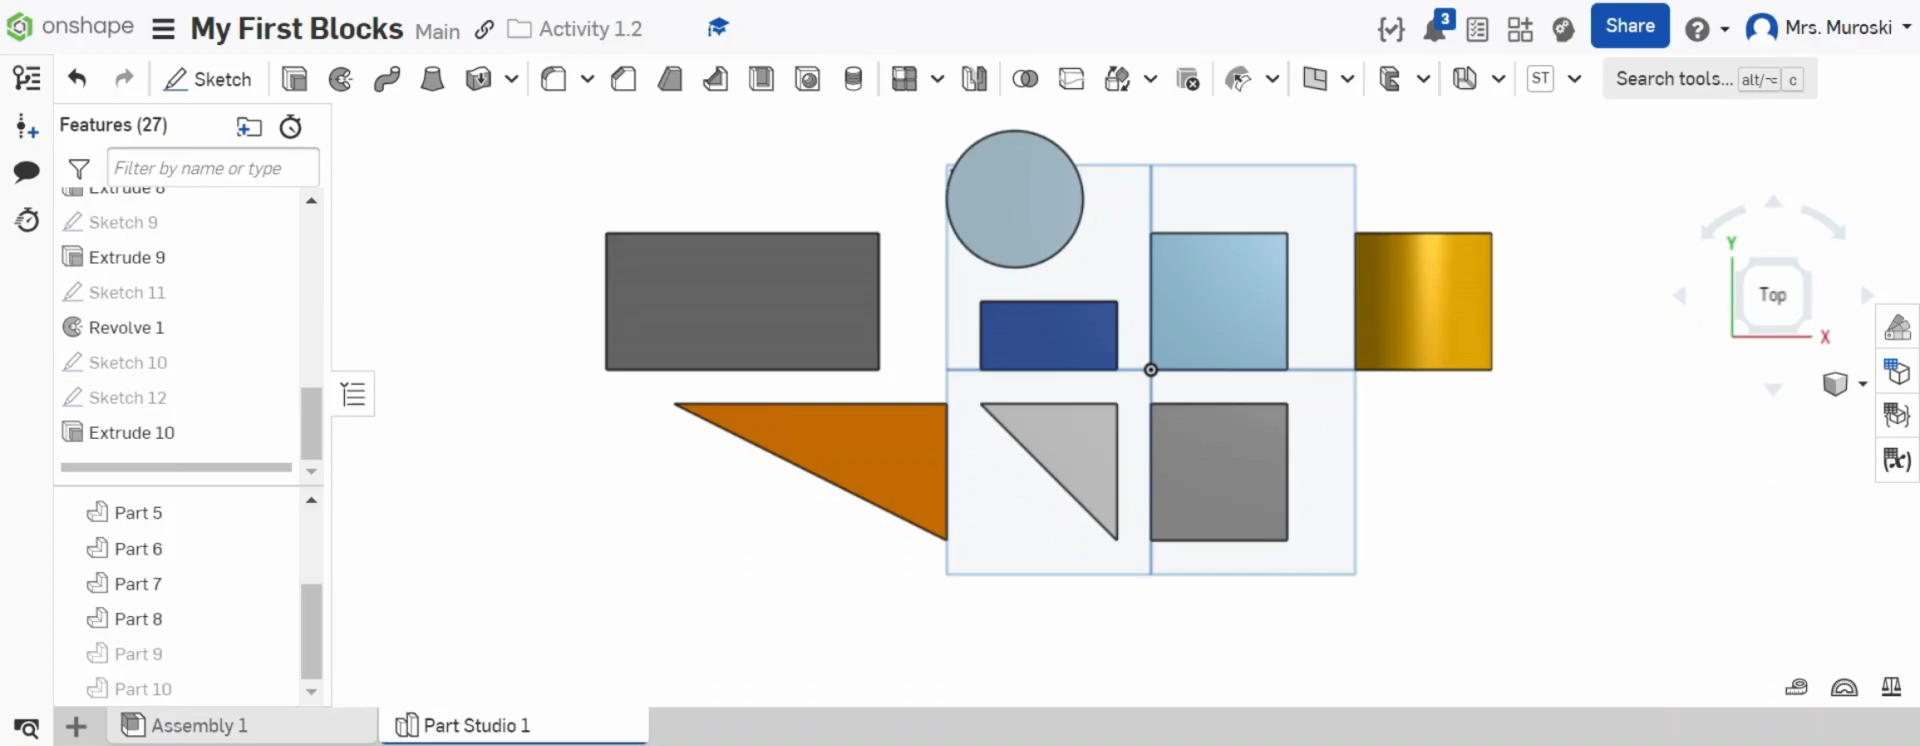 onshape My First Blocks Main Activity 1.2 3 Share Mrs. Muroski
Sketch ST Search tools... alt/⌥ c
Features (27)
Filter by name or type
Extrude 8
Sketch 9
Extrude 9
Sketch 11
Revolve 1
Sketch 10
Sketch 12
Extrude 10
Part 5
Part 6
Part 7
Part 8
Part 9
Part 10
Y
Top
X
(x)
Assembly 1 Part Studio 1